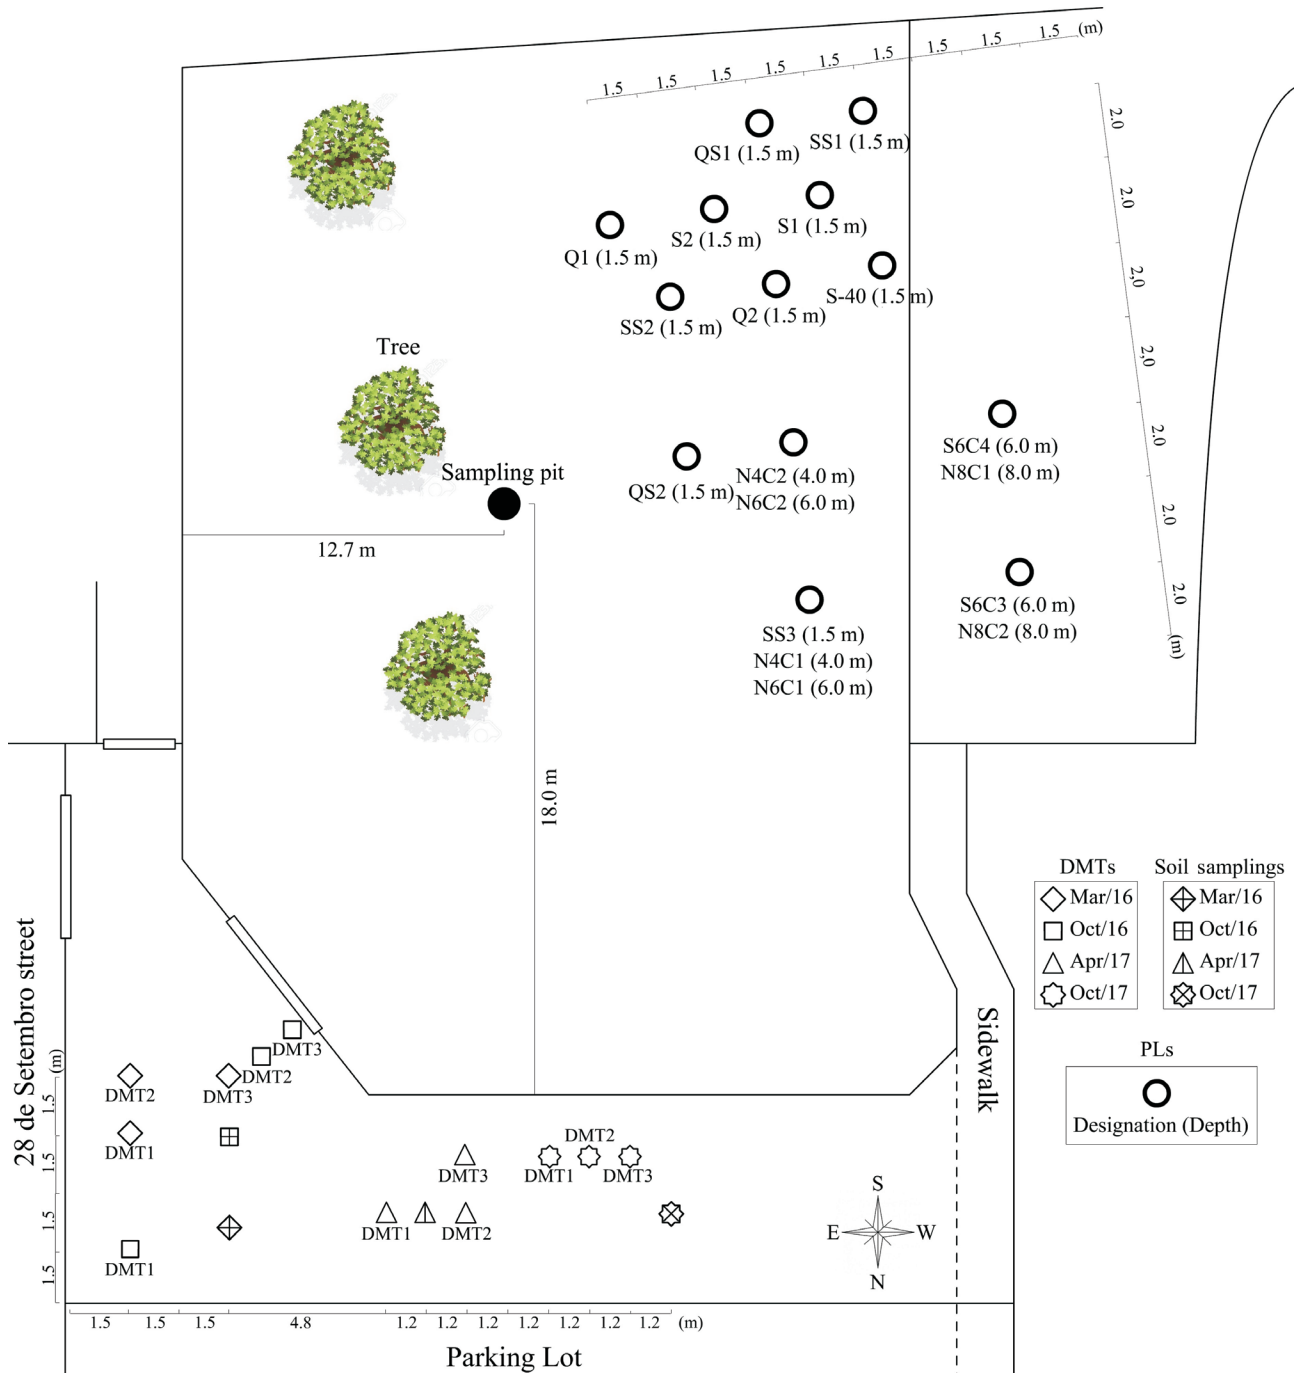 1.5 1.5 1.5 1.5 1.5 1.5 1.5 1.5 1.5 (m)
2.0
2.0
2,0
2,0
2.0
2.0
2.0
(m)
QS1 (1.5 m)
SS1 (1.5 m)
Q1 (1.5 m)
S2 (1.5 m)
S1 (1.5 m)
SS2 (1.5 m)
Q2 (1.5 m)
S-40 (1.5 m)
Tree
Sampling pit
12.7 m
18.0 m
QS2 (1.5 m)
N4C2 (4.0 m)
N6C2 (6.0 m)
S6C4 (6.0 m)
N8C1 (8.0 m)
SS3 (1.5 m)
N4C1 (4.0 m)
N6C1 (6.0 m)
S6C3 (6.0 m)
N8C2 (8.0 m)
DMTs
Mar/16
Oct/16
Apr/17
Oct/17
Soil samplings
Mar/16
Oct/16
Apr/17
Oct/17
PLs
Designation (Depth)
Sidewalk
28 de Setembro street
(m)
1.5
1.5
1.5
1.5
DMT3
DMT2
DMT2
DMT3
DMT1
DMT1
DMT3
DMT1
DMT2
DMT2
DMT1
DMT3
S
E W
N
1.5 1.5 1.5 4.8 1.2 1.2 1.2 1.2 1.2 1.2 1.2 (m)
Parking Lot